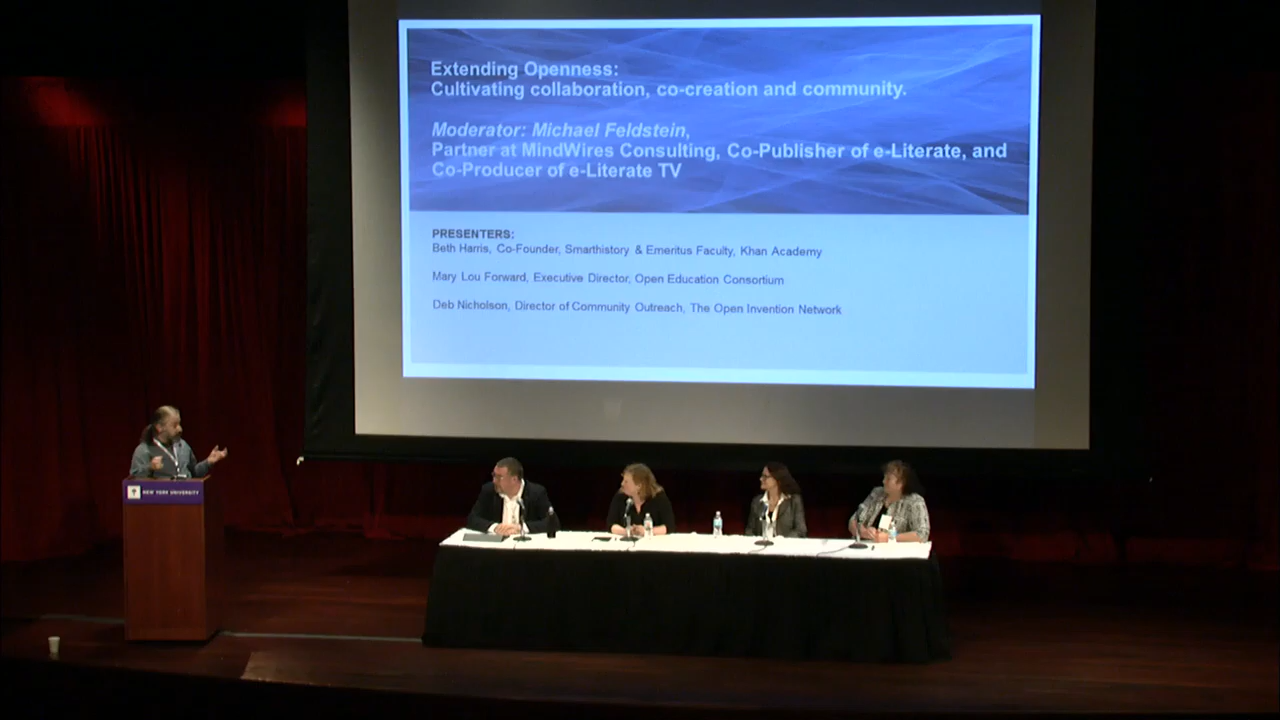 Extending Openness:
Cultivating collaboration, co-creation and community.
Moderator: Michael Feldstein,
Partner at MindWires Consulting, Co-Publisher of e-Literate, and
Co-Producer of e-Literate TV
PRESENTERS:
Beth Harris, Co-Founder, Smarthistory & Emeritus Faculty, Khan Academy
Mary Lou Forward, Executive Director, Open Education Consortium
Deb Nicholson, Director of Community Outreach, The Open Invention Network
NEW YORK UNIVERSITY